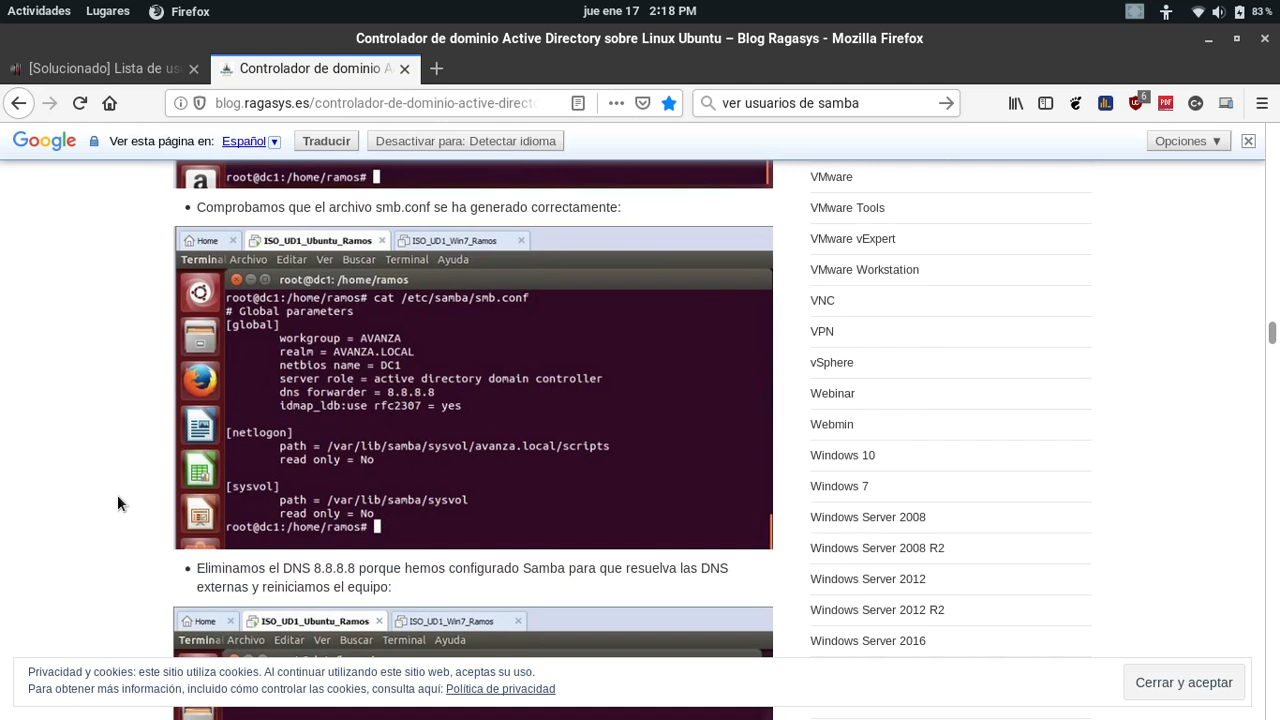 Actividades Lugares Firefox jue ene 17 2:18 PM 83 %
Controlador de dominio Active Directory sobre Linux Ubuntu – Blog Ragasys - Mozilla Firefox
[Solucionado] Lista de us Controlador de dominio A
blog.ragasys.es/controlador-de-dominio-active-direct ver usuarios de samba 6 PDF
Google Ver esta página en: Español Traducir Desactivar para: Detectar idioma Opciones ▼
root@dc1:/home/ramos#
Comprobamos que el archivo smb.conf se ha generado correctamente:
Home ISO_UD1_Ubuntu_Ramos ISO_UD1_Win7_Ramos
Termina Archivo Editar Ver Buscar Terminal Ayuda
root@dc1: /home/ramos
root@dc1:/home/ramos# cat /etc/samba/smb.conf
# Global parameters
[global]
workgroup = AVANZA
realm = AVANZA.LOCAL
netbios name = DC1
server role = active directory domain controller
dns forwarder = 8.8.8.8
idmap_ldb:use rfc2307 = yes
[netlogon]
path = /var/lib/samba/sysvol/avanza.local/scripts
read only = No
[sysvol]
path = /var/lib/samba/sysvol
read only = No
root@dc1:/home/ramos#
Eliminamos el DNS 8.8.8.8 porque hemos configurado Samba para que resuelva las DNS
externas y reiniciamos el equipo:
Home ISO_UD1_Ubuntu_Ramos ISO_UD1_Win7_Ramos
Termina Archivo Editar Ver Buscar Terminal Ayuda
VMware
VMware Tools
VMware vExpert
VMware Workstation
VNC
VPN
vSphere
Webinar
Webmin
Windows 10
Windows 7
Windows Server 2008
Windows Server 2008 R2
Windows Server 2012
Windows Server 2012 R2
Windows Server 2016
Privacidad y cookies: este sitio utiliza cookies. Al continuar utilizando este sitio web, aceptas su uso.
Para obtener más información, incluido cómo controlar las cookies, consulta aquí: Política de privacidad
Cerrar y aceptar